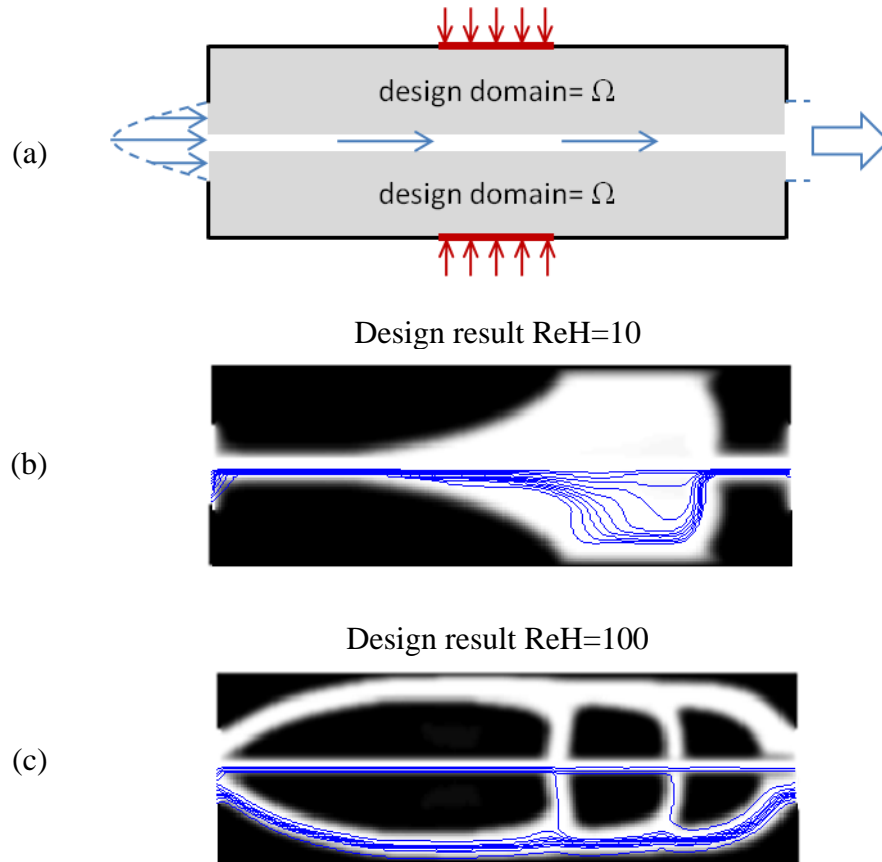 design domain= Ω
(a)
design domain= Ω
Design result ReH=10
(b)
Design result ReH=100
(c)